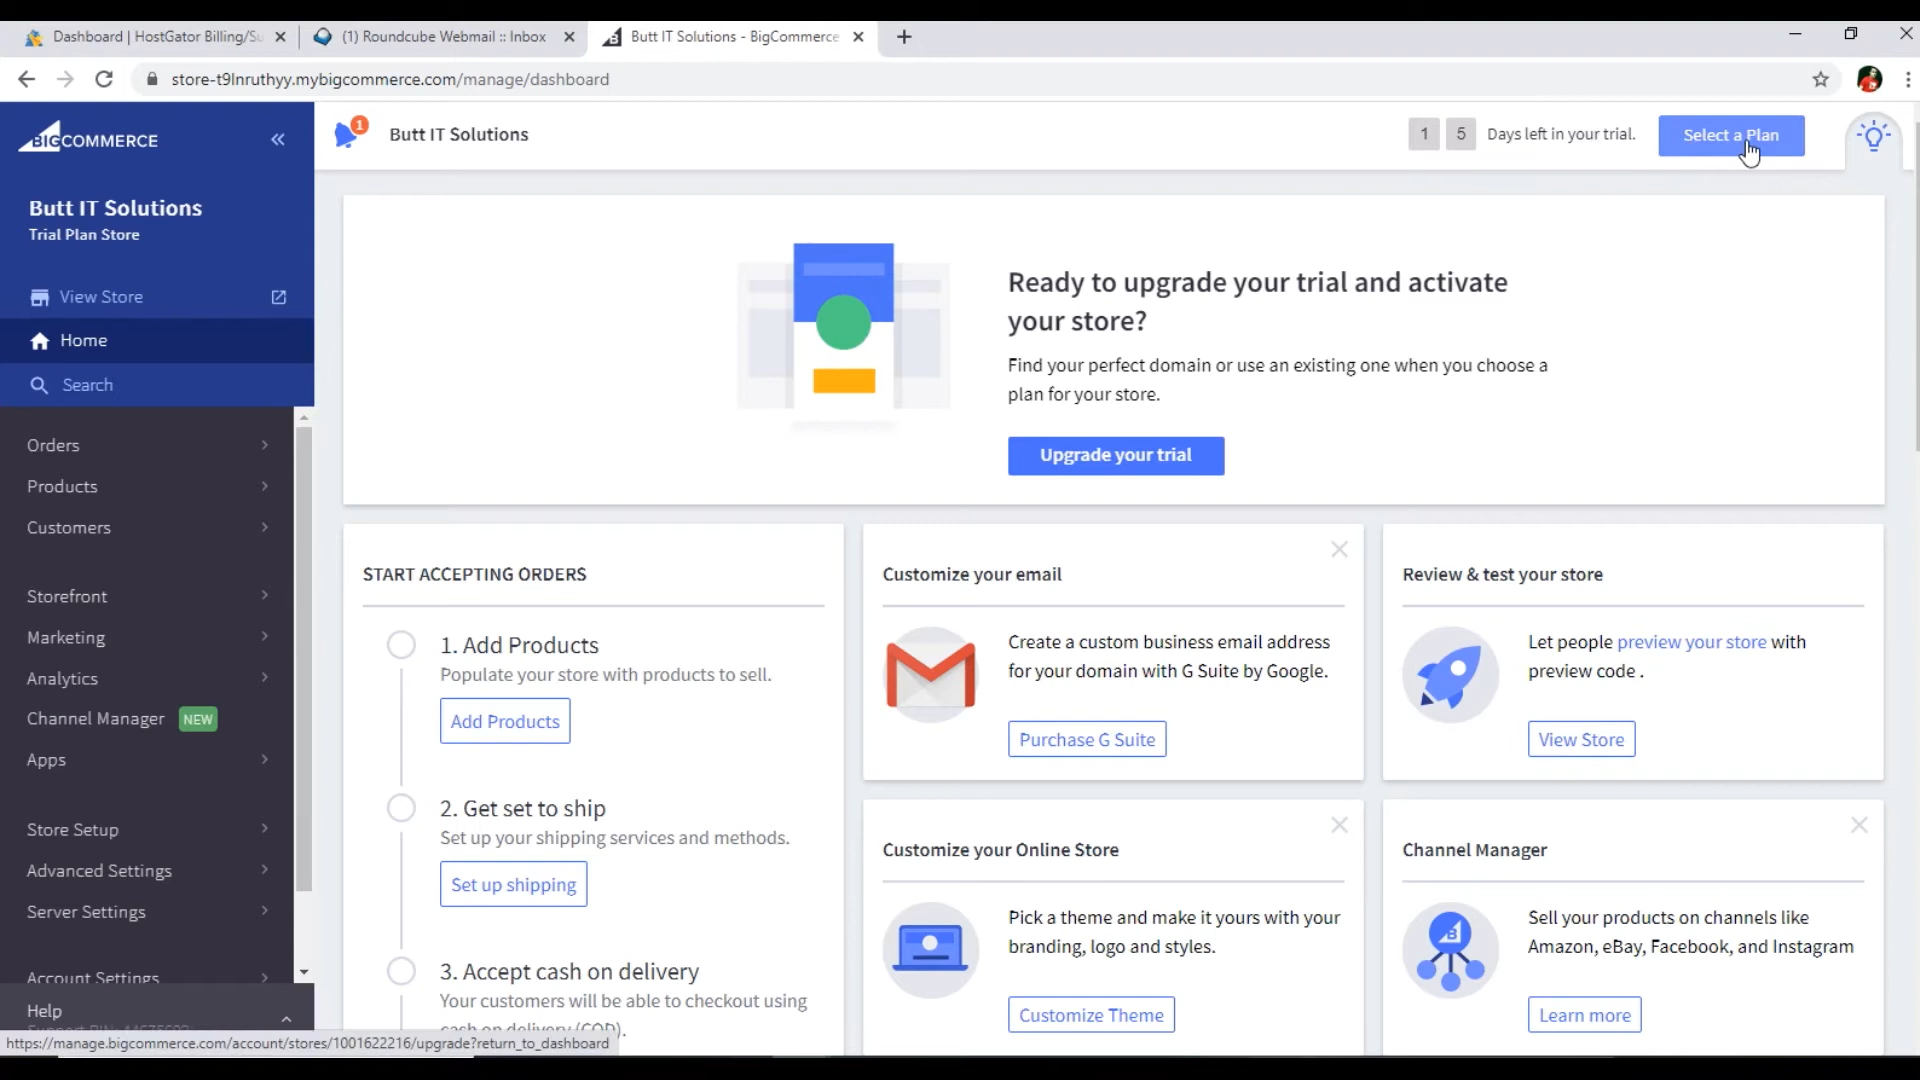 Dashboard | HostGator Billing/Su
(1) Roundcube Webmail :: Inbox
Butt IT Solutions - BigCommerce
store-t9lnruthyy.mybigcommerce.com/manage/dashboard
BIGCOMMERCE
1
Butt IT Solutions
1 5 Days left in your trial.
Select a Plan
Butt IT Solutions
Trial Plan Store
View Store
Home
Search
Orders
Products
Customers
Storefront
Marketing
Analytics
Channel Manager NEW
Apps
Store Setup
Advanced Settings
Server Settings
Account Settings
Help
Ready to upgrade your trial and activate
your store?
Find your perfect domain or use an existing one when you choose a
plan for your store.
Upgrade your trial
START ACCEPTING ORDERS
1. Add Products
Populate your store with products to sell.
Add Products
2. Get set to ship
Set up your shipping services and methods.
Set up shipping
3. Accept cash on delivery
Your customers will be able to checkout using
cash on delivery (COD).
Customize your email
Create a custom business email address
for your domain with G Suite by Google.
Purchase G Suite
Review & test your store
Let people preview your store with
preview code .
View Store
Customize your Online Store
Pick a theme and make it yours with your
branding, logo and styles.
Customize Theme
Channel Manager
Sell your products on channels like
Amazon, eBay, Facebook, and Instagram
Learn more
https://manage.bigcommerce.com/account/stores/1001622216/upgrade?return_to_dashboard